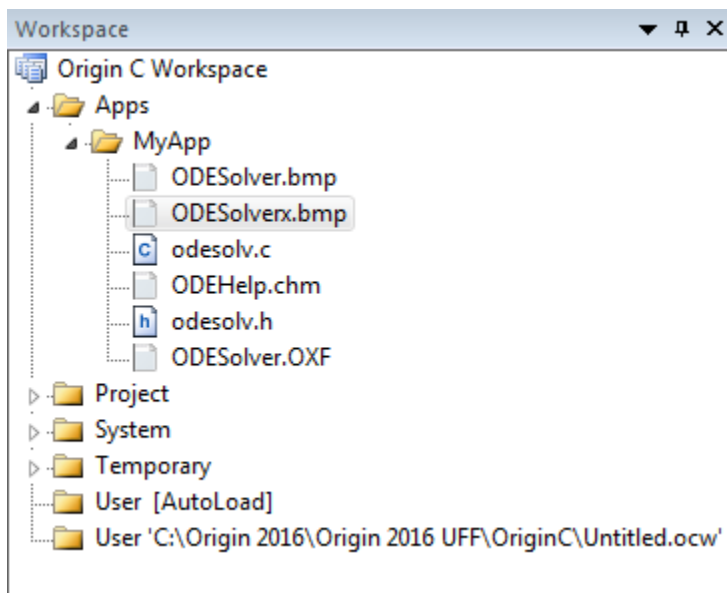 Workspace
Origin C Workspace
Apps
MyApp
ODESolver.bmp
ODESolverx.bmp
c odesolv.c
ODEHelp.chm
h odesolv.h
ODESolver.OXF
Project
System
Temporary
User [AutoLoad]
User 'C:\Origin 2016\Origin 2016 UFF\OriginC\Untitled.ocw'